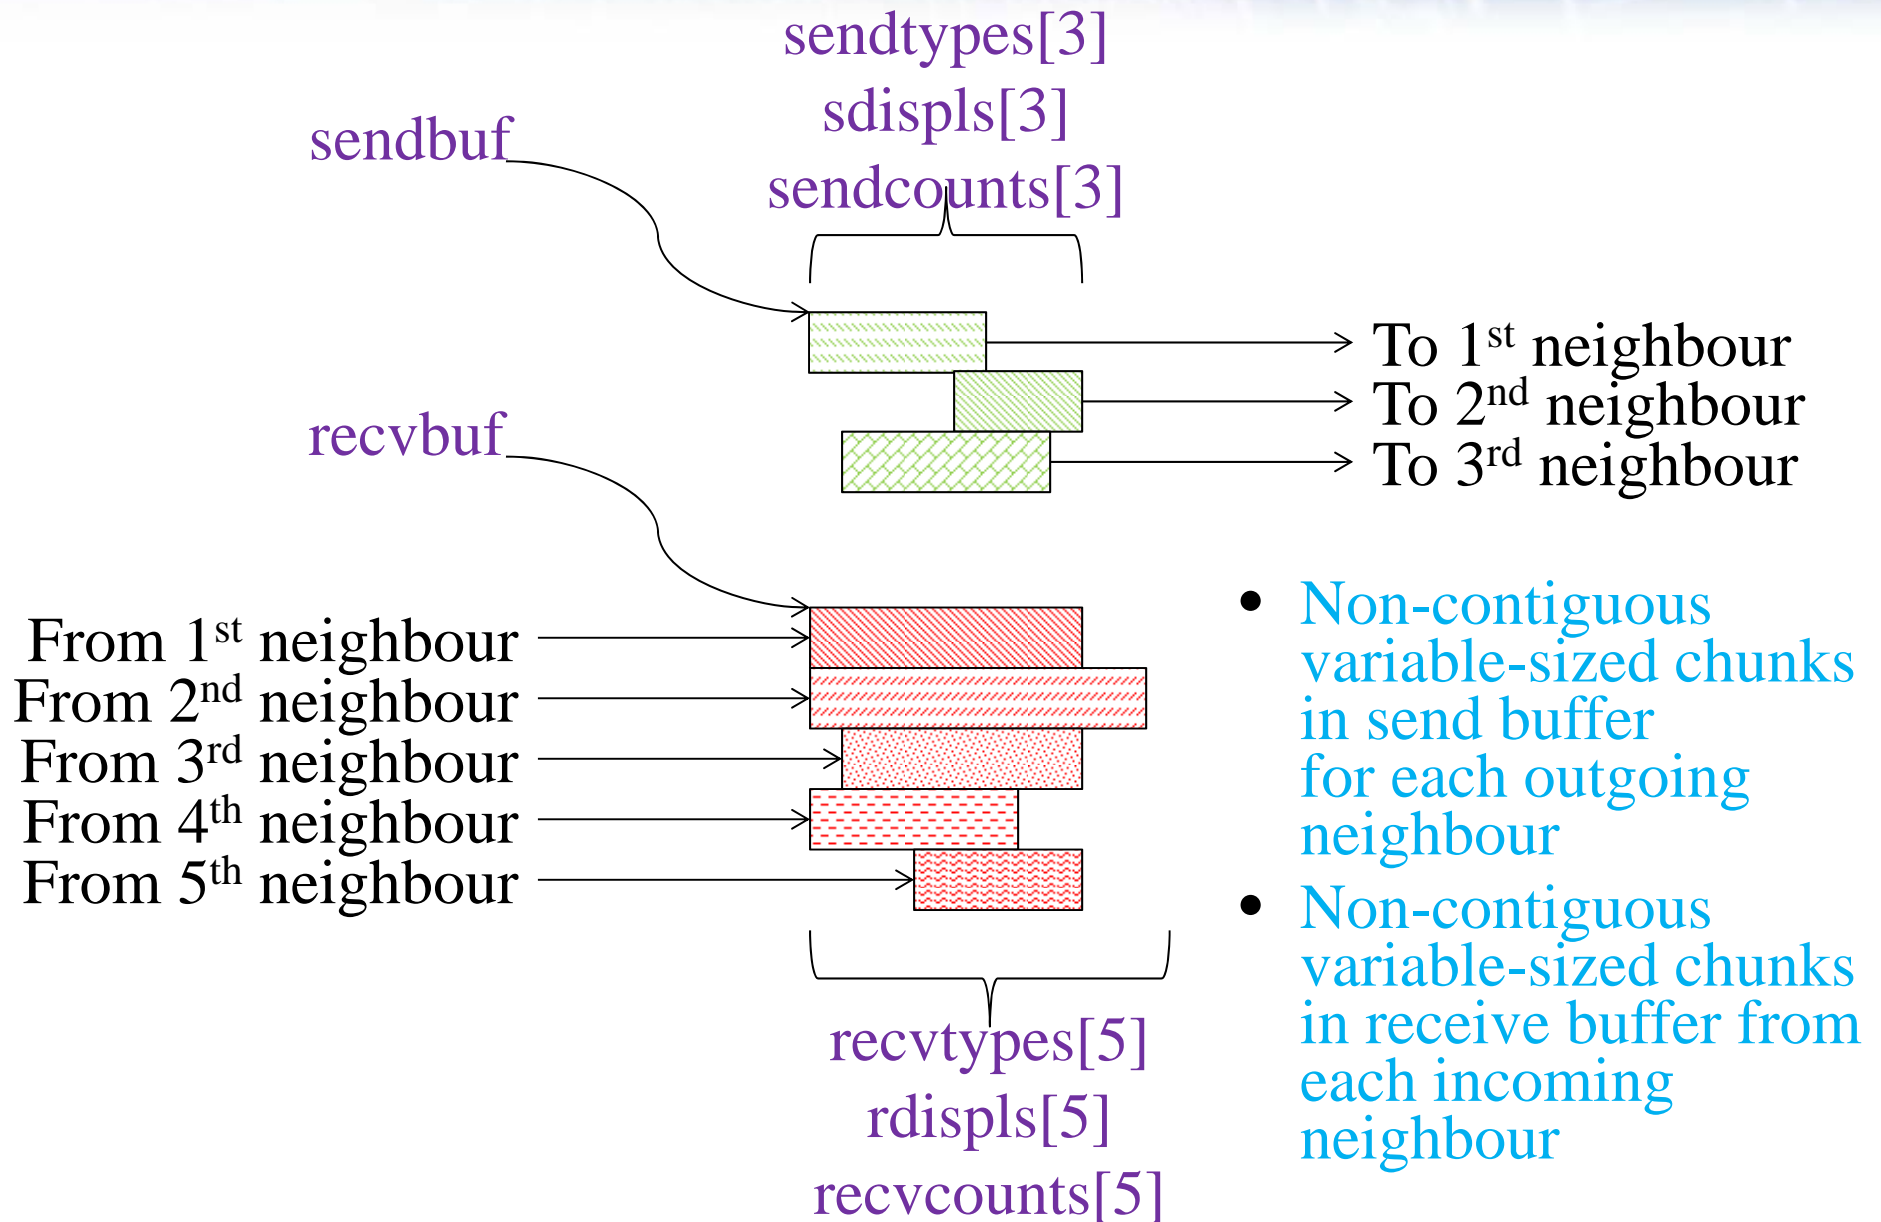 sendtypes[3]
sdispls[3]
sendcounts[3]
sendbuf
To 1st neighbour
To 2nd neighbour
To 3rd neighbour
recvbuf
From 1st neighbour
From 2nd neighbour
From 3rd neighbour
From 4th neighbour
From 5th neighbour
recvtypes[5]
rdispls[5]
recvcounts[5]
• Non-contiguous
variable-sized chunks
in send buffer
for each outgoing
neighbour
• Non-contiguous
variable-sized chunks
in receive buffer from
each incoming
neighbour